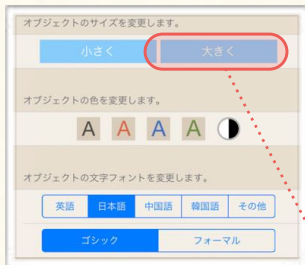 オブジェクトのサイズを変更します。
小さく 大きく
オブジェクトの色を変更します。
A A A A
オブジェクトの文字フォントを変更します。
英語 日本語 中国語 韓国語 その他
ゴシック フォーマル